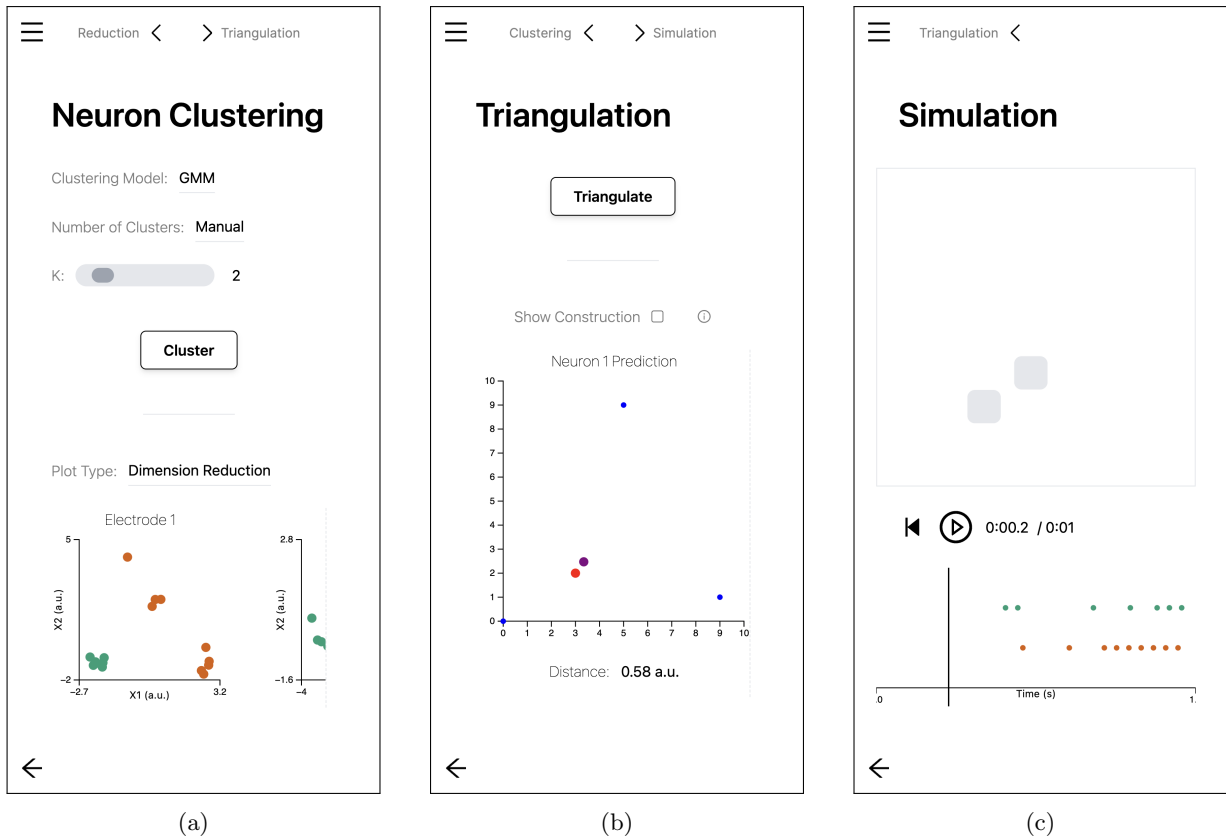 Reduction
Triangulation
Neuron Clustering
Clustering Model: GMM
Number of Clusters: Manual
K: 2
Cluster
Plot Type: Dimension Reduction
Electrode 1
5
X2 (a.u.)
−2
−2.7
X1 (a.u.)
3.2
2.8
X2 (a.u.)
−1.6
−4
(a)
Clustering
Simulation
Triangulation
Triangulate
Show Construction
Neuron 1 Prediction
10
9
8
7
6
5
4
3
2
1
0
0 1 2 3 4 5 6 7 8 9 10
Distance: 0.58 a.u.
(b)
Triangulation
Simulation
0:00.2 / 0:01
.0
Time (s)
1.
(c)